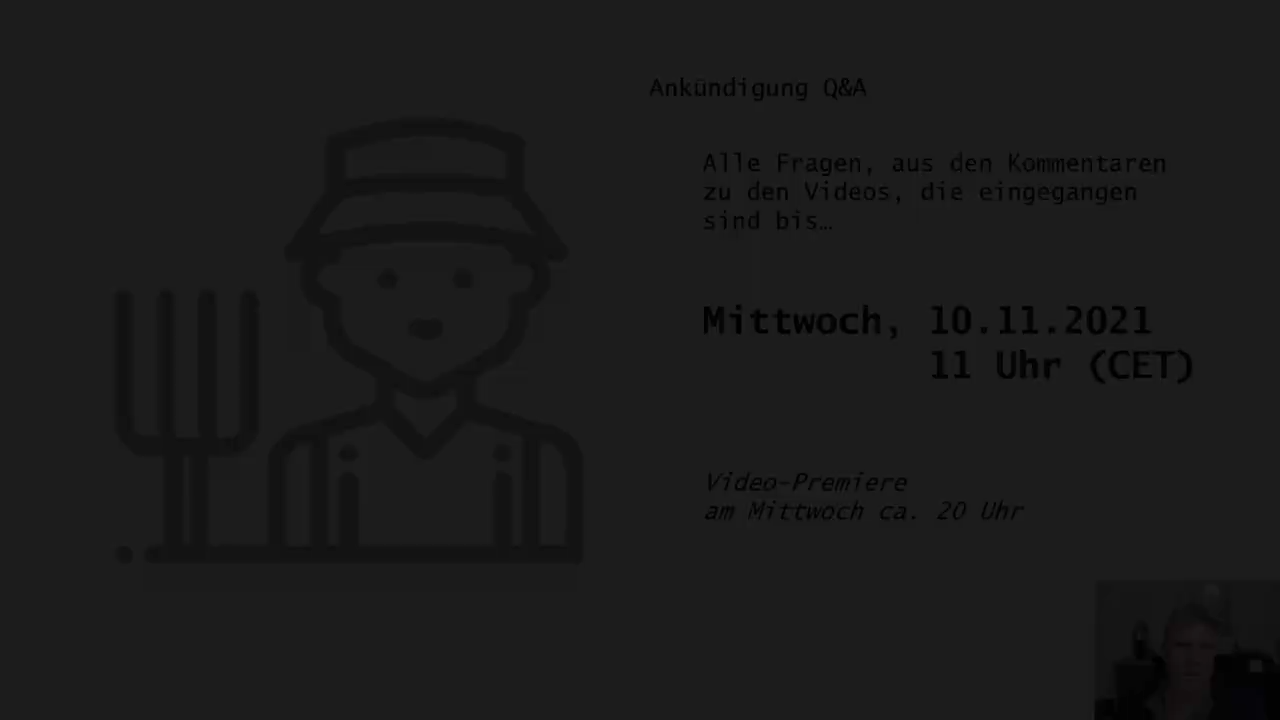 Ankündigung Q&A
Alle Fragen, aus den Kommentaren
zu den Videos, die eingegangen
sind bis…
Mittwoch, 10.11.2021
11 Uhr (CET)
Video-Premiere
am Mittwoch ca. 20 Uhr